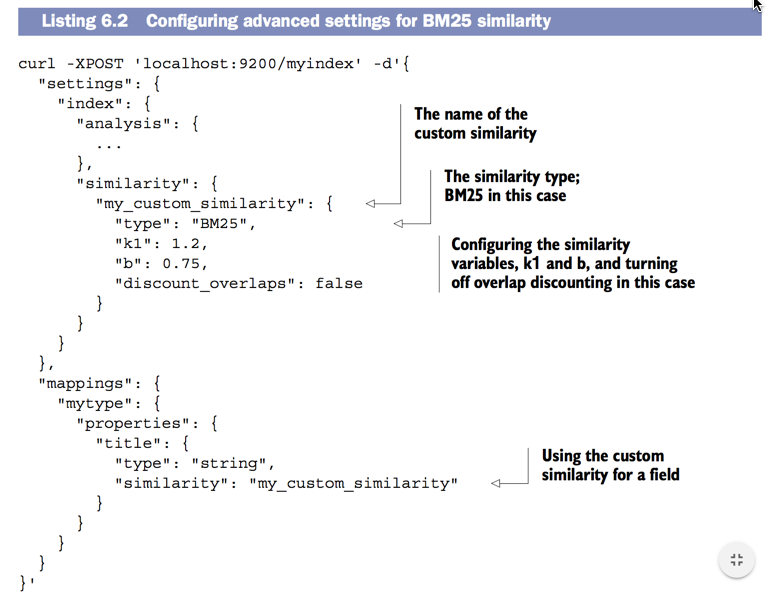 Listing 6.2 Configuring advanced settings for BM25 similarity
curl -XPOST 'localhost:9200/myindex' -d'{
"settings": {
"index": {
"analysis": {
...
},
"similarity": {
"my_custom_similarity": {
"type": "BM25",
"k1": 1.2,
"b": 0.75,
"discount_overlaps": false
}
}
}
},
"mappings": {
"mytype": {
"properties": {
"title": {
"type": "string",
"similarity": "my_custom_similarity"
}
}
}
}
}'
The name of the
custom similarity
The similarity type;
BM25 in this case
Configuring the similarity
variables, k1 and b, and turning
off overlap discounting in this case
Using the custom
similarity for a field